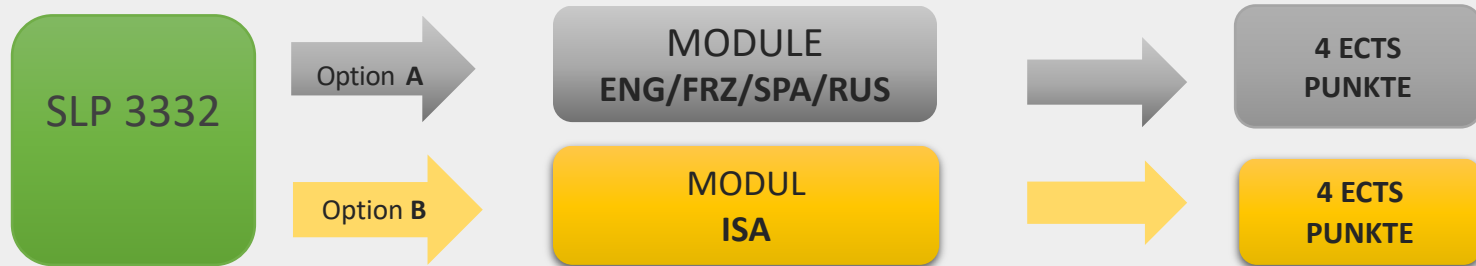 SLP 3332
Option A
MODULE
ENG/FRZ/SPA/RUS
4 ECTS
PUNKTE
Option B
MODUL
ISA
4 ECTS
PUNKTE